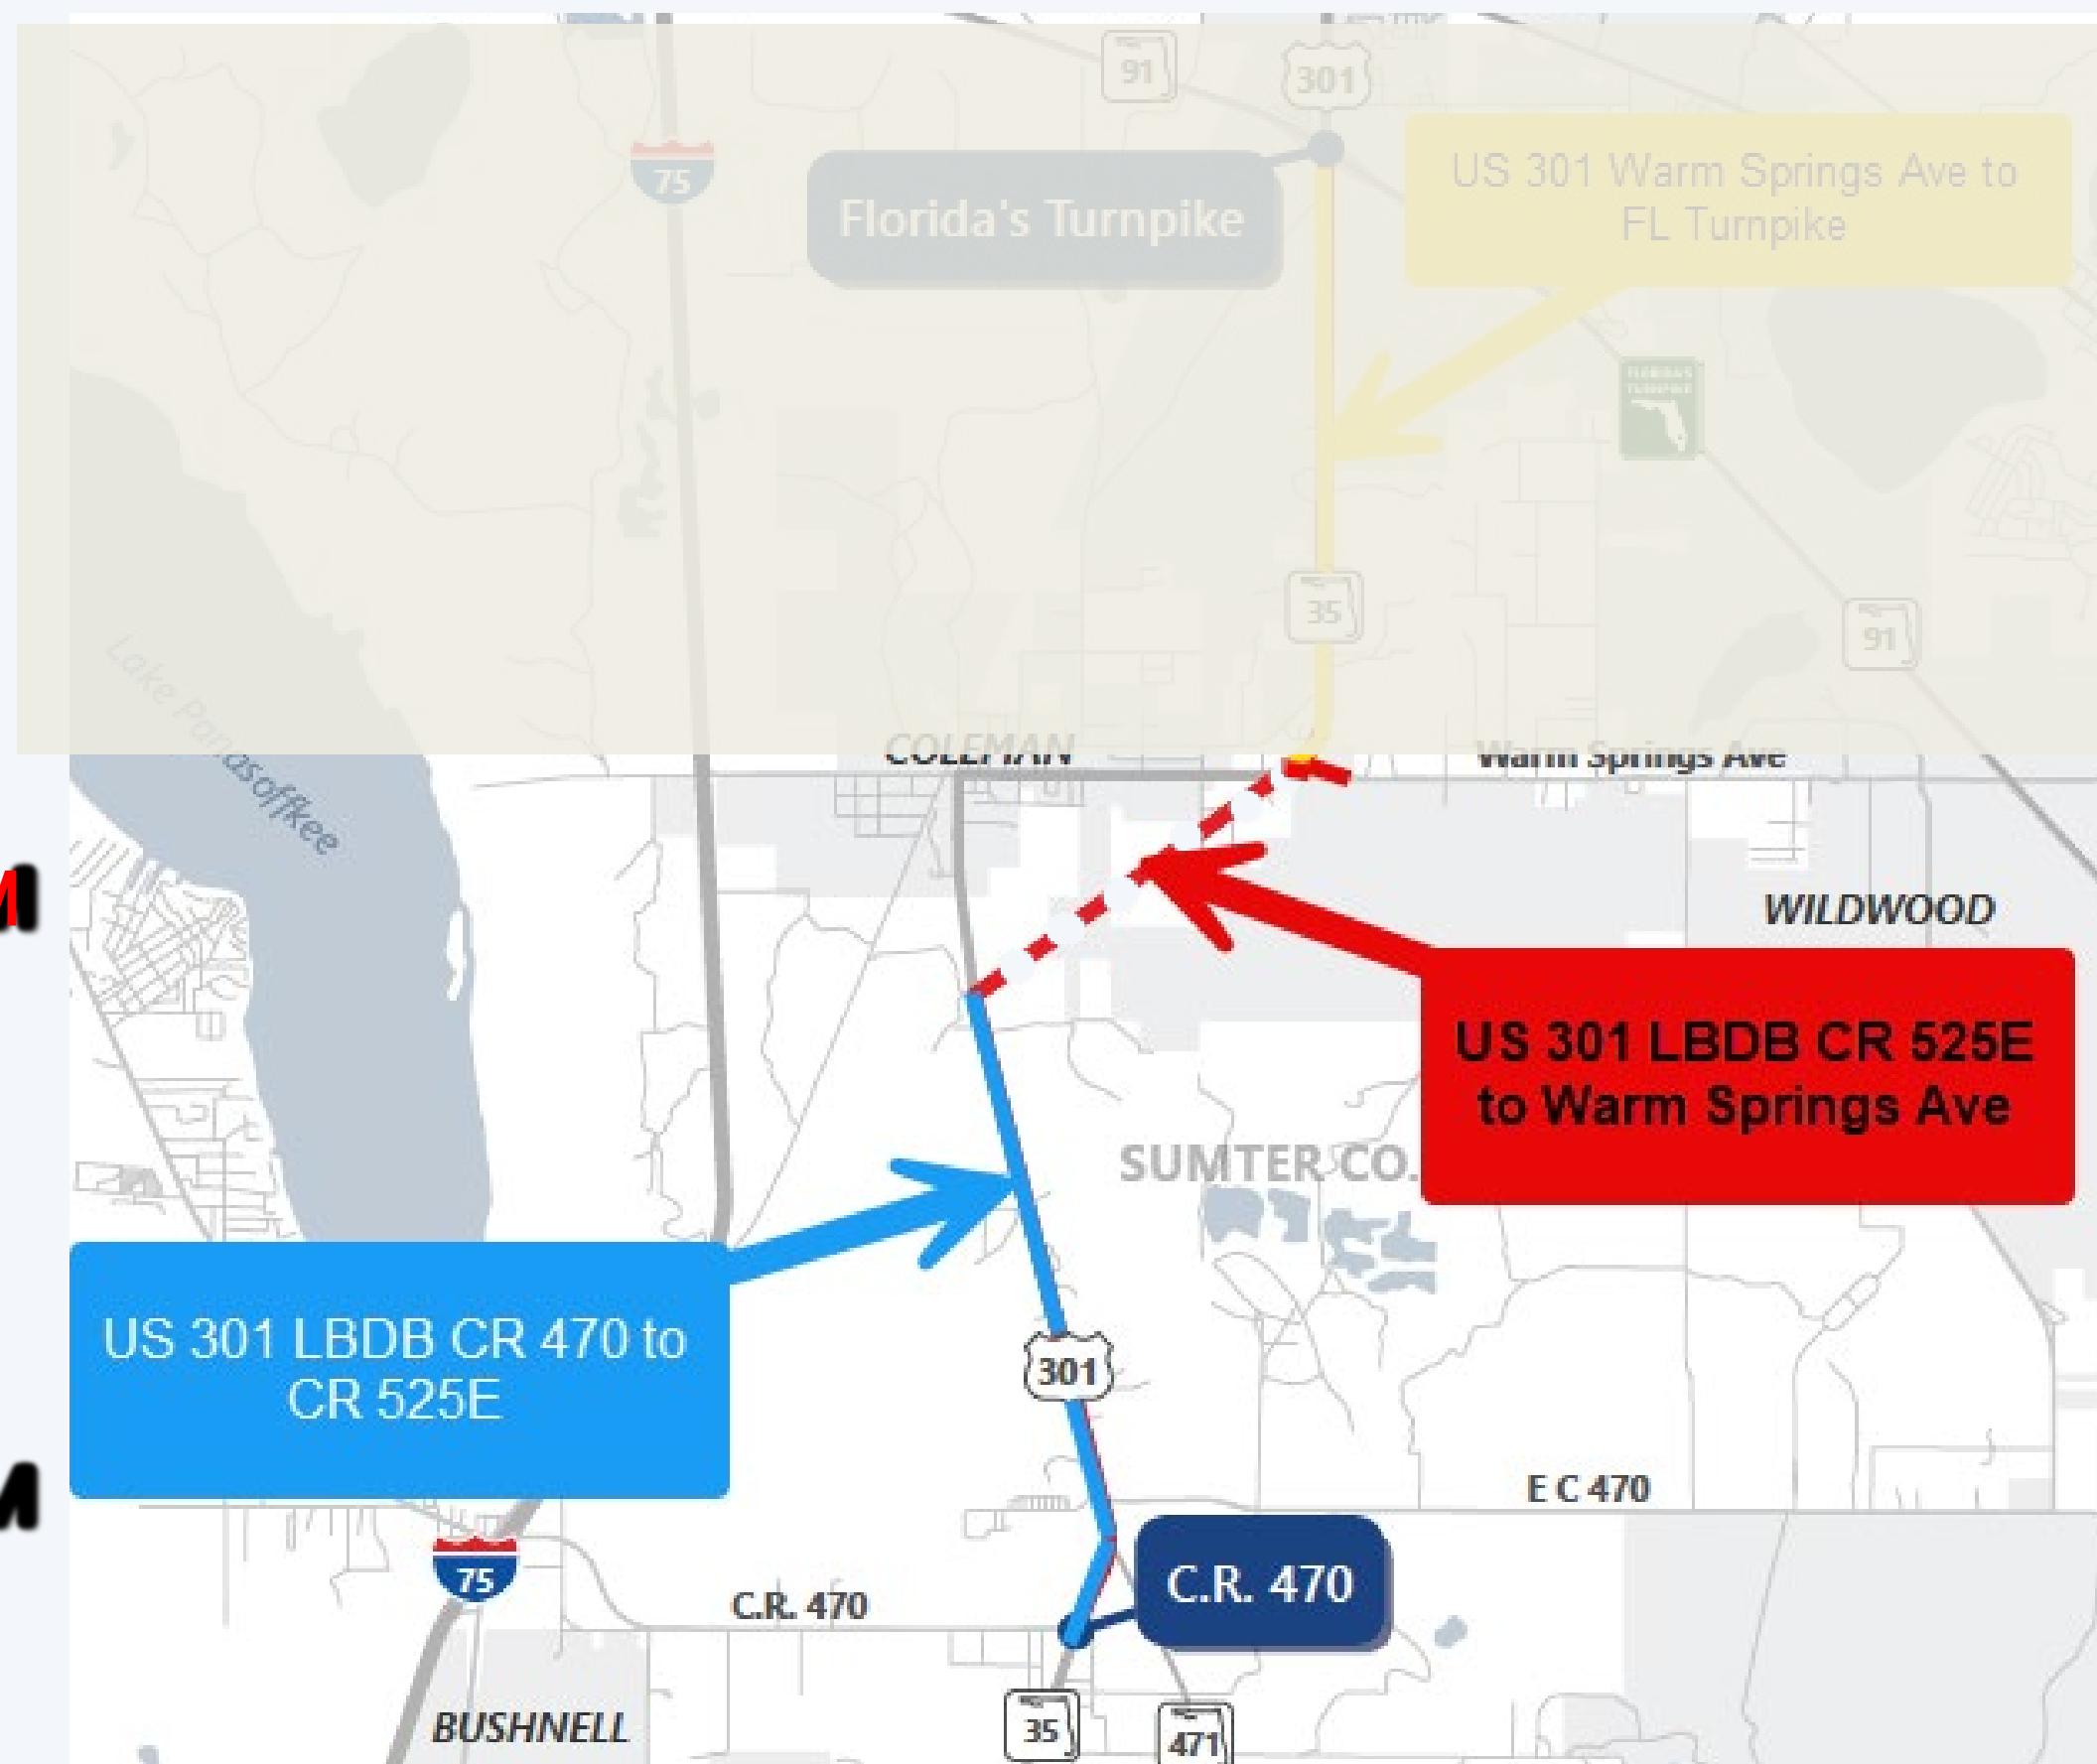 91
301
75
Florida's Turnpike
US 301 Warm Springs Ave to
FL Turnpike
FLORIDA'S
TURNPIKE
35
91
Lake Panasoffkee
COLEMAN
Warm Springs Ave
M
WILDWOOD
US 301 LBDB CR 525E
to Warm Springs Ave
SUMTER CO.
US 301 LBDB CR 470 to
CR 525E
301
M
E C 470
75
C.R. 470
C.R. 470
BUSHNELL
35
471